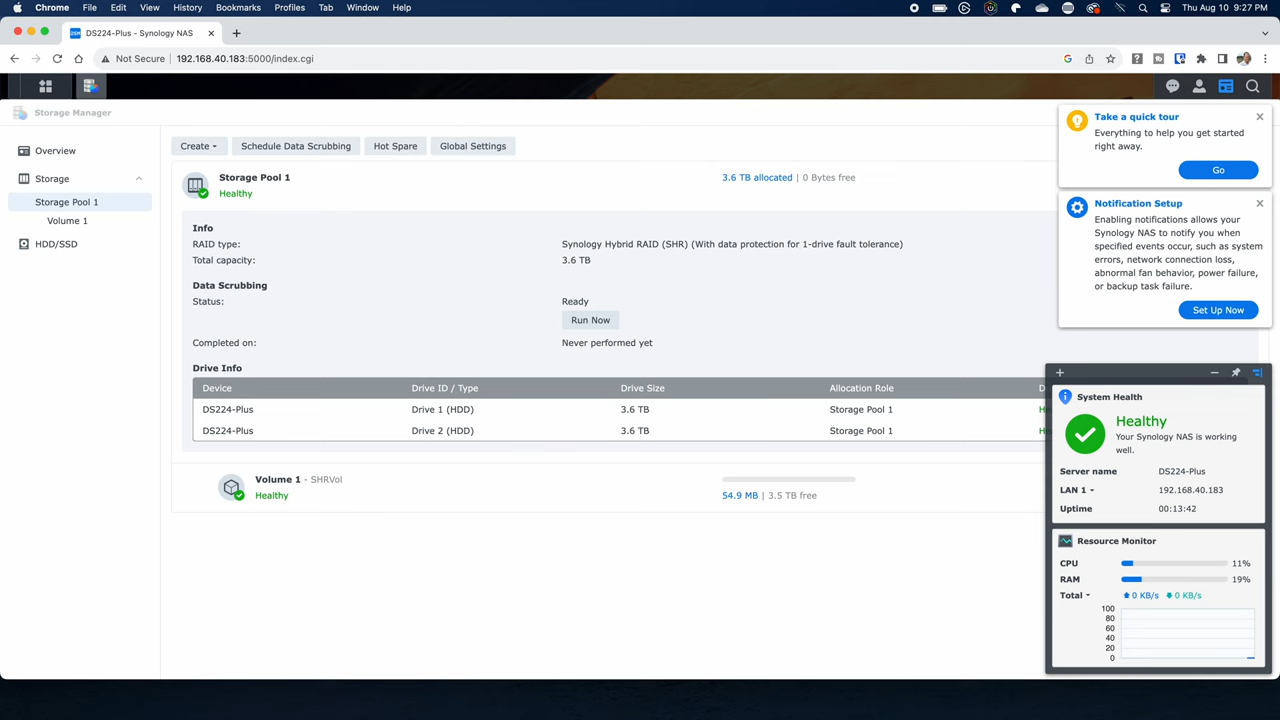 Chrome File Edit View History Bookmarks Profiles Tab Window Help Thu Aug 10 9:27 PM
DS224-Plus - Synology NAS
Not Secure 192.168.40.183:5000/index.cgi
Storage Manager
Overview
Storage
Storage Pool 1
Volume 1
HDD/SSD
Create Schedule Data Scrubbing Hot Spare Global Settings
Storage Pool 1 3.6 TB allocated | 0 Bytes free
Healthy
Info
RAID type: Synology Hybrid RAID (SHR) (With data protection for 1-drive fault tolerance)
Total capacity: 3.6 TB
Data Scrubbing
Status: Ready
Run Now
Completed on: Never performed yet
Drive Info
Device Drive ID / Type Drive Size Allocation Role
DS224-Plus Drive 1 (HDD) 3.6 TB Storage Pool 1
DS224-Plus Drive 2 (HDD) 3.6 TB Storage Pool 1
Volume 1 - SHRVol
Healthy 54.9 MB | 3.5 TB free
Take a quick tour
Everything to help you get started
right away.
Go
Notification Setup
Enabling notifications allows your
Synology NAS to notify you when
specified events occur, such as system
errors, network connection loss,
abnormal fan behavior, power failure,
or backup task failure.
Set Up Now
System Health
Healthy
Your Synology NAS is working
well.
Server name DS224-Plus
LAN 1 192.168.40.183
Uptime 00:13:42
Resource Monitor
CPU 11%
RAM 19%
Total 0 KB/s 0 KB/s
100
80
60
40
20
0